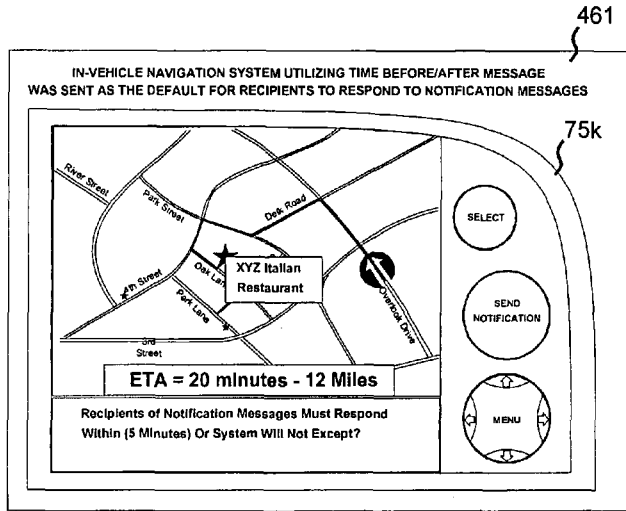 461
IN-VEHICLE NAVIGATION SYSTEM UTILIZING TIME BEFORE/AFTER MESSAGE
WAS SENT AS THE DEFAULT FOR RECIPIENTS TO RESPOND TO NOTIFICATION MESSAGES
75k
River Street
Park Street
Delk Road
SELECT
XYZ Italian
Restaurant
Oak Lane
4th Street
Park Lane
Overlook Drive
SEND
NOTIFICATION
3rd
Street
ETA = 20 minutes - 12 Miles
MENU
Recipients of Notification Messages Must Respond
Within (5 Minutes) Or System Will Not Except?